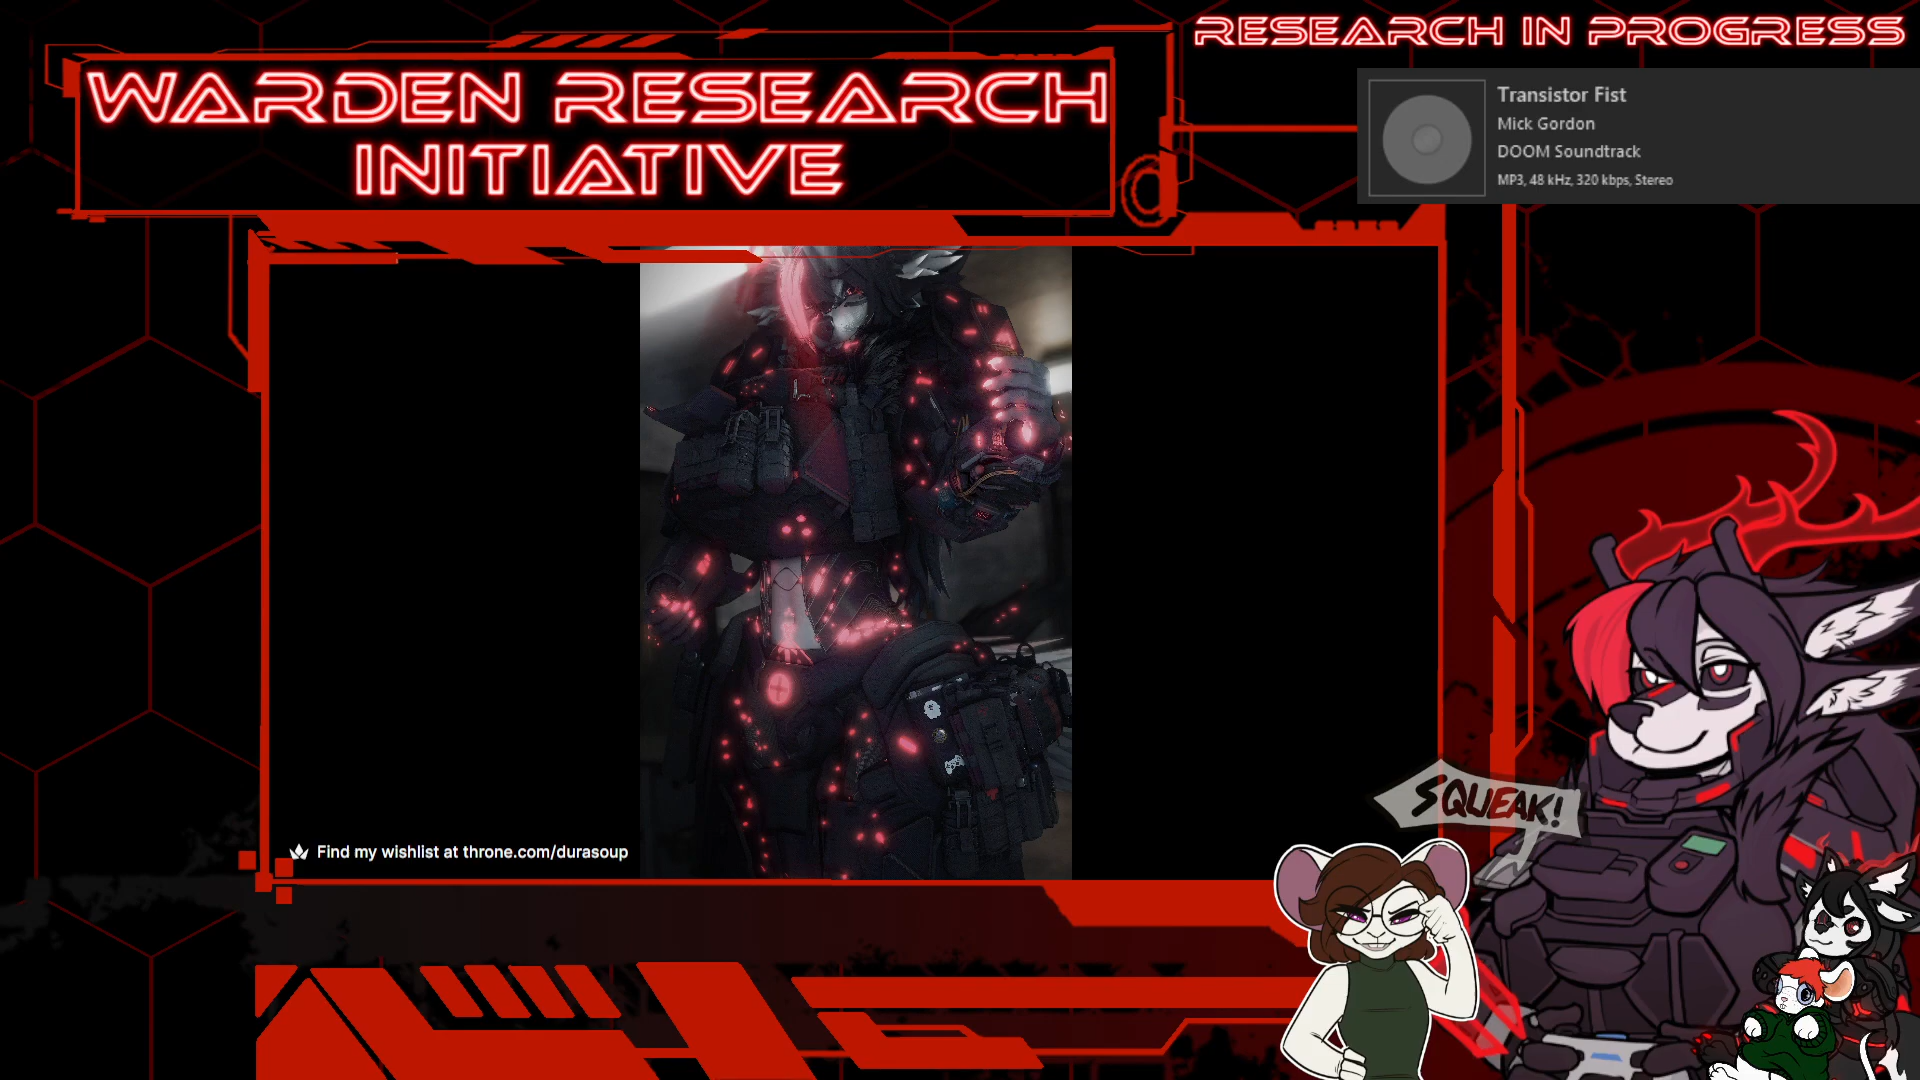 RESEARCH IN PROGRESS
WARDEN RESEARCH
INITIATIVE
Transistor Fist
Mick Gordon
DOOM Soundtrack
MP3, 48 kHz, 320 kbps, Stereo
SQUEAK!
Find my wishlist at throne.com/durasoup